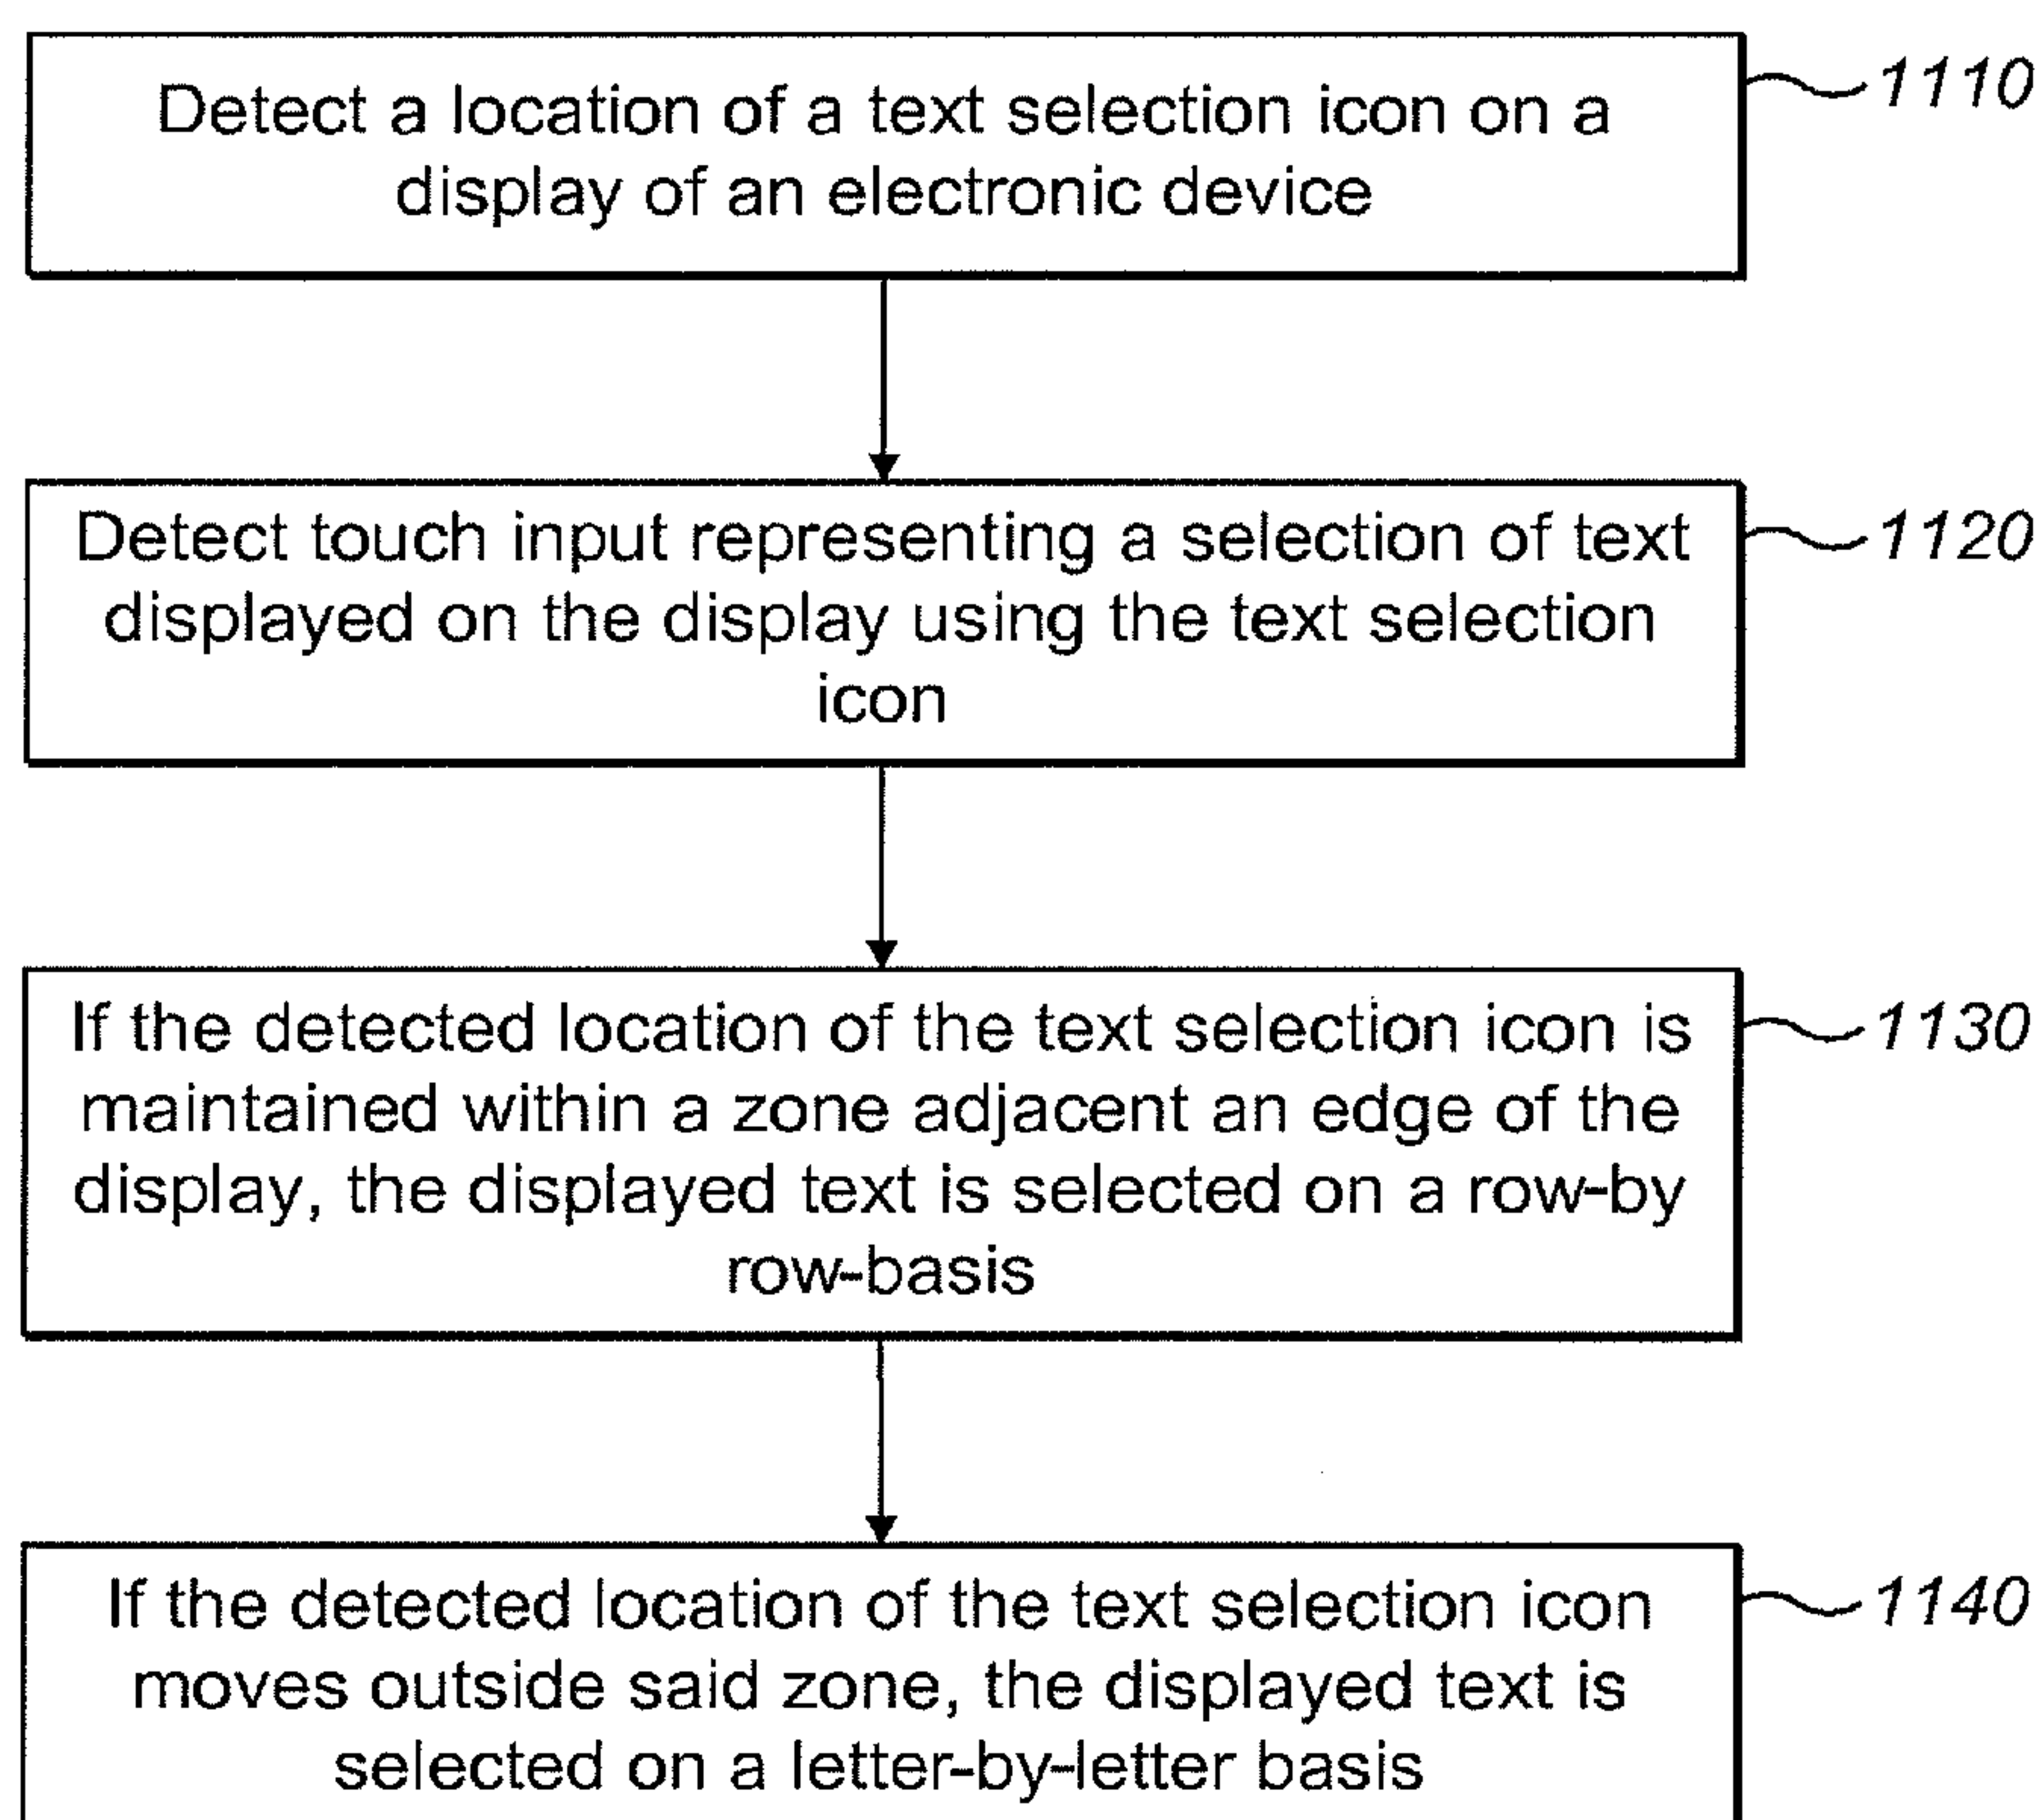 Detect a location of a text selection icon on a
display of an electronic device
1110
Detect touch input representing a selection of text
displayed on the display using the text selection
icon
1120
If the detected location of the text selection icon is
maintained within a zone adjacent an edge of the
display, the displayed text is selected on a row-by
row-basis
1130
If the detected location of the text selection icon
moves outside said zone, the displayed text is
selected on a letter-by-letter basis
1140